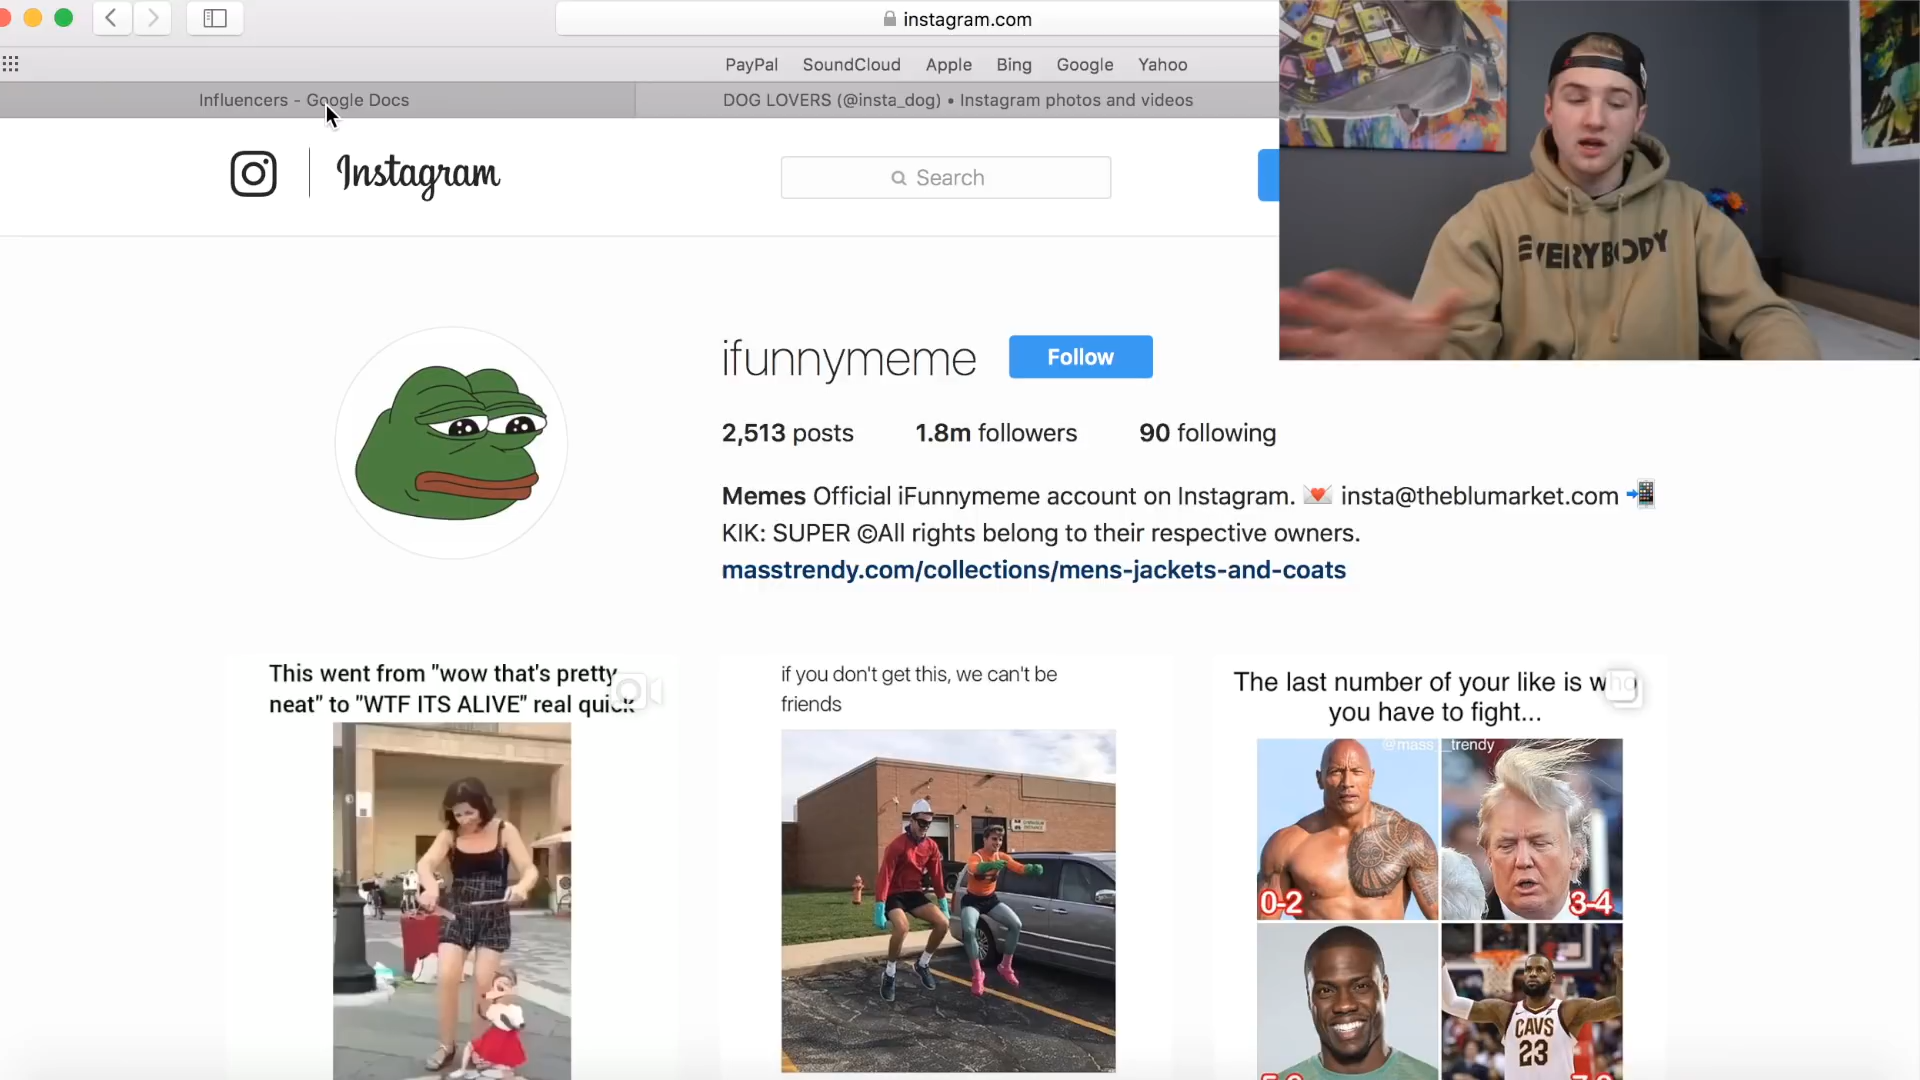 instagram.com
PayPal SoundCloud Apple Bing Google Yahoo
Influencers - Google Docs
DOG LOVERS (@insta_dog) • Instagram photos and videos
Instagram
Search
EVERYBODY
ifunnymeme Follow
2,513 posts 1.8m followers 90 following
Memes Official iFunnymeme account on Instagram. 💌 insta@theblumarket.com 📲
KIK: SUPER ©All rights belong to their respective owners.
masstrendy.com/collections/mens-jackets-and-coats
This went from "wow that's pretty
neat" to "WTF ITS ALIVE" real quick
if you don't get this, we can't be
friends
The last number of your like is who
you have to fight...
@mass__trendy
0-2
3-4
CAVS
23